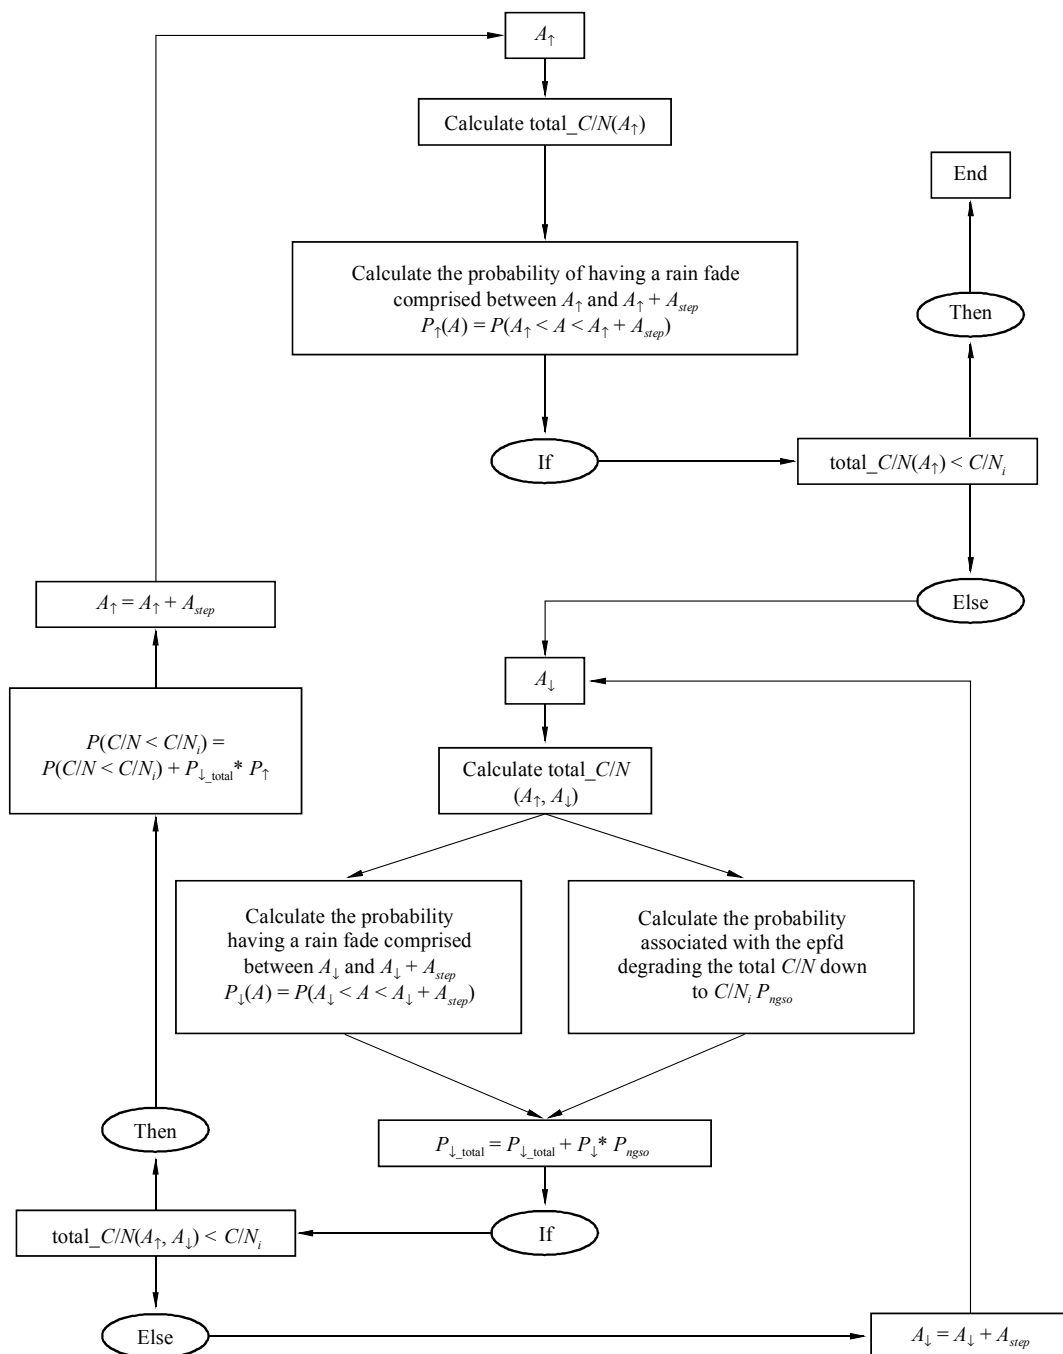 A↑
Calculate total_C/N(A↑)
End
Calculate the probability of having a rain fade
comprised between A↑ and A↑ + Astep
P↑(A) = P(A↑ < A < A↑ + Astep)
Then
If
total_C/N(A↑) < C/Ni
A↑ = A↑ + Astep
Else
A↓
P(C/N < C/Ni) =
P(C/N < C/Ni) + P↓_total* P↑
Calculate total_C/N
(A↑, A↓)
Calculate the probability
having a rain fade comprised
between A↓ and A↓ + Astep
P↓(A) = P(A↓ < A < A↓ + Astep)
Calculate the probability
associated with the epfd
degrading the total C/N down
to C/Ni Pngso
Then
P↓_total = P↓_total + P↓* Pngso
total_C/N(A↑, A↓) < C/Ni
If
Else
A↓ = A↓ + Astep